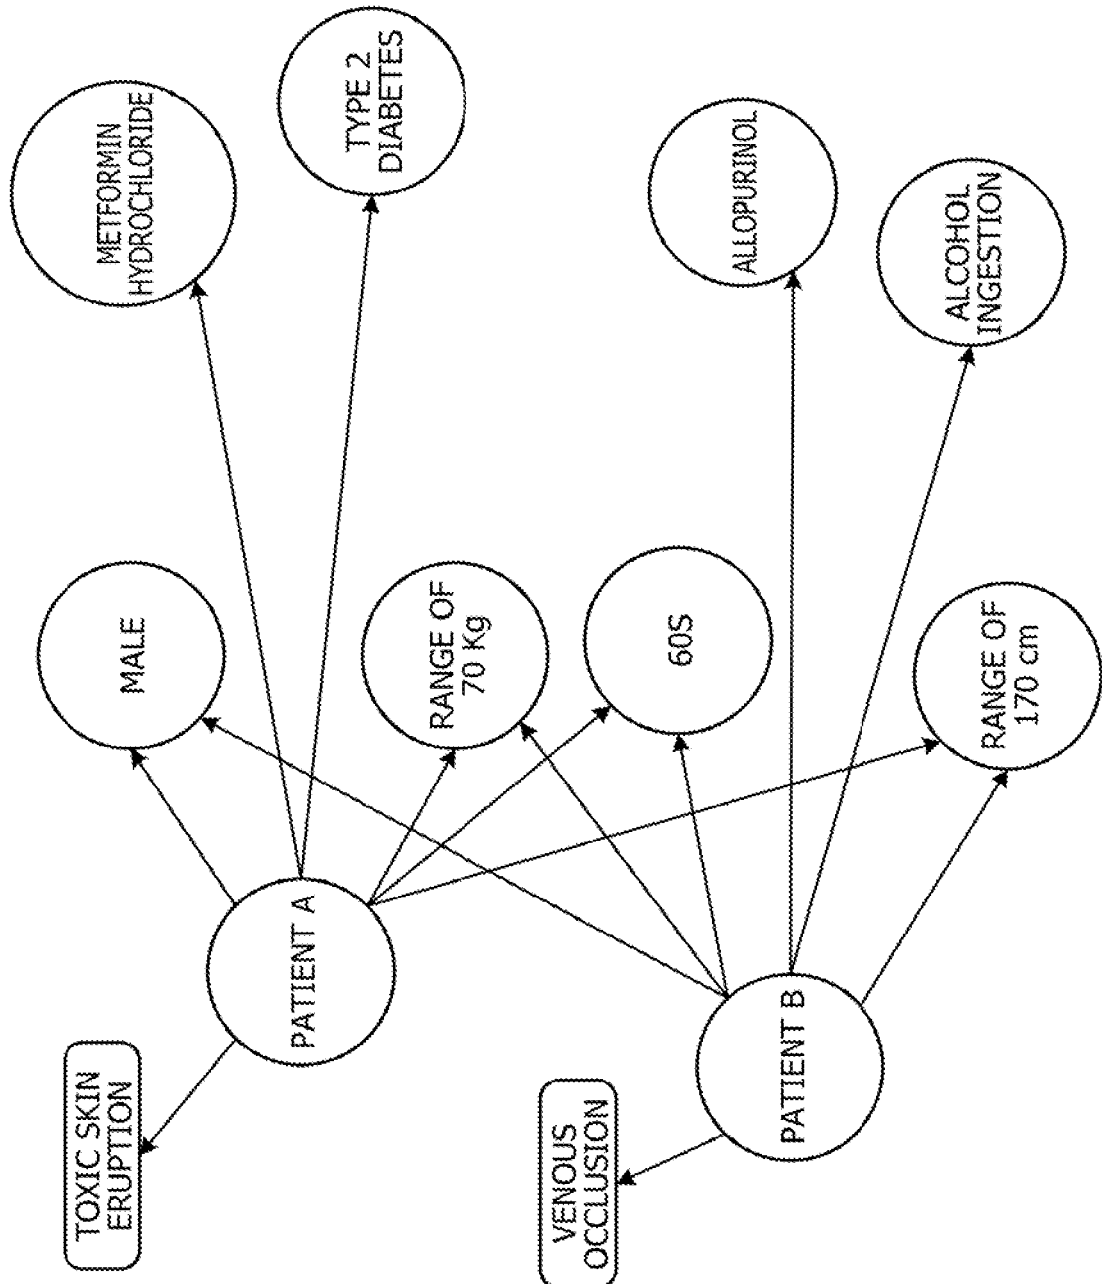 TOXIC SKIN
ERUPTION
PATIENT A
MALE
METFORMIN
HYDROCHLORIDE
TYPE 2
DIABETES
RANGE OF
70 Kg
VENOUS
OCCLUSION
PATIENT B
60S
ALLOPURINOL
RANGE OF
170 cm
ALCOHOL
INGESTION